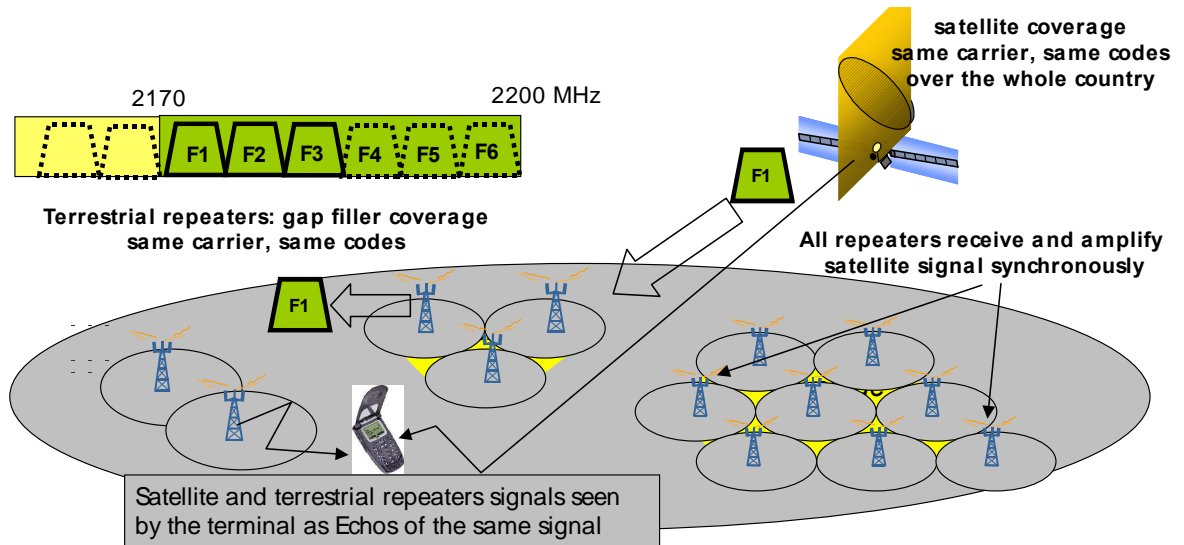 satellite coverage
same carrier, same codes
over the whole country
2170
2200 MHz
F1
F2
F3
F4
F5
F6
F1
Terrestrial repeaters: gap filler coverage
same carrier, same codes
All repeaters receive and amplify
satellite signal synchronously
F1
Satellite and terrestrial repeaters signals seen
by the terminal as Echos of the same signal